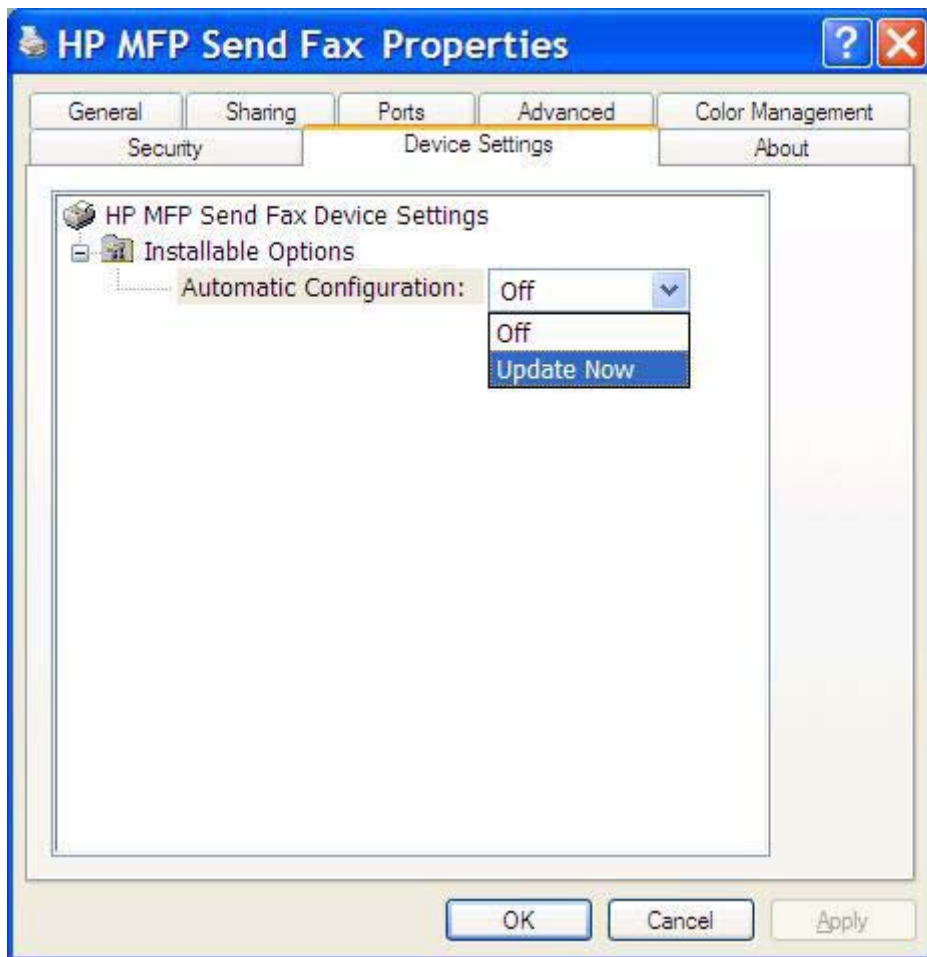 HP MFP Send Fax Properties
General Sharing Ports Advanced Color Management
Security Device Settings About
HP MFP Send Fax Device Settings
Installable Options
Automatic Configuration: Off
Off
Update Now
OK Cancel Apply